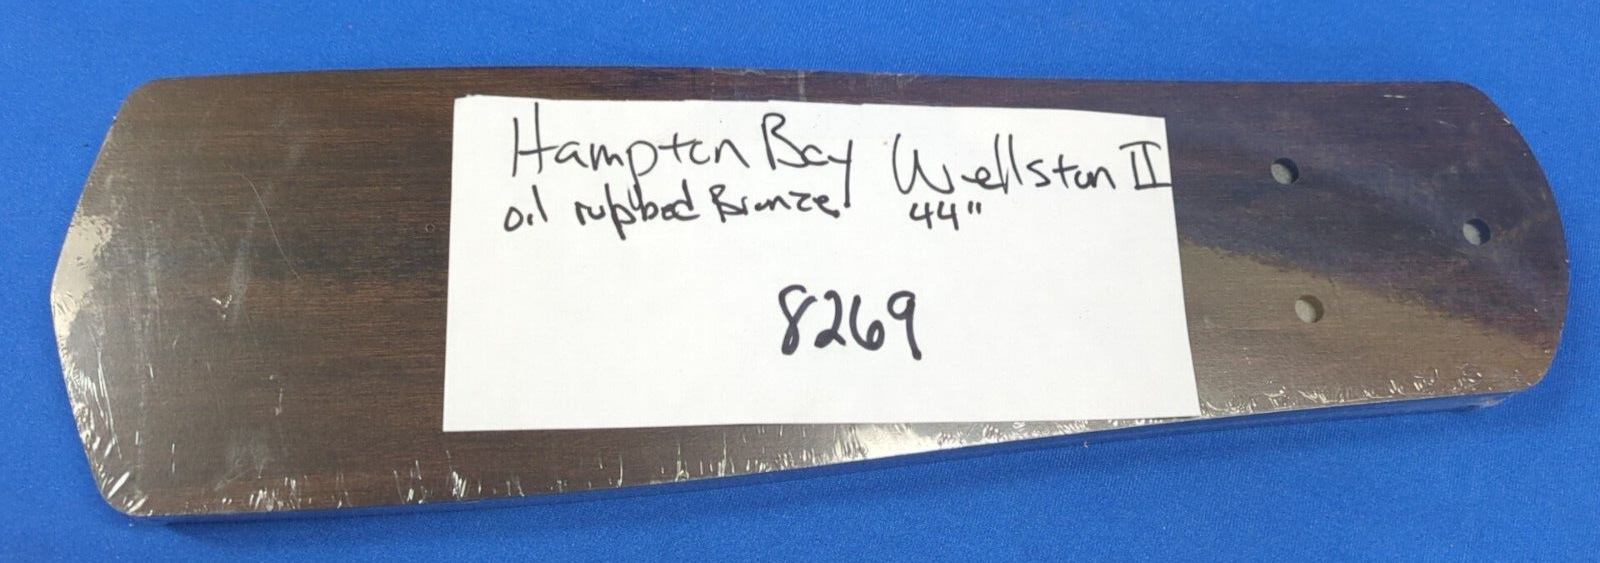 Hampton Bay Wellston II
oil rubbed Bronze 44"
8269